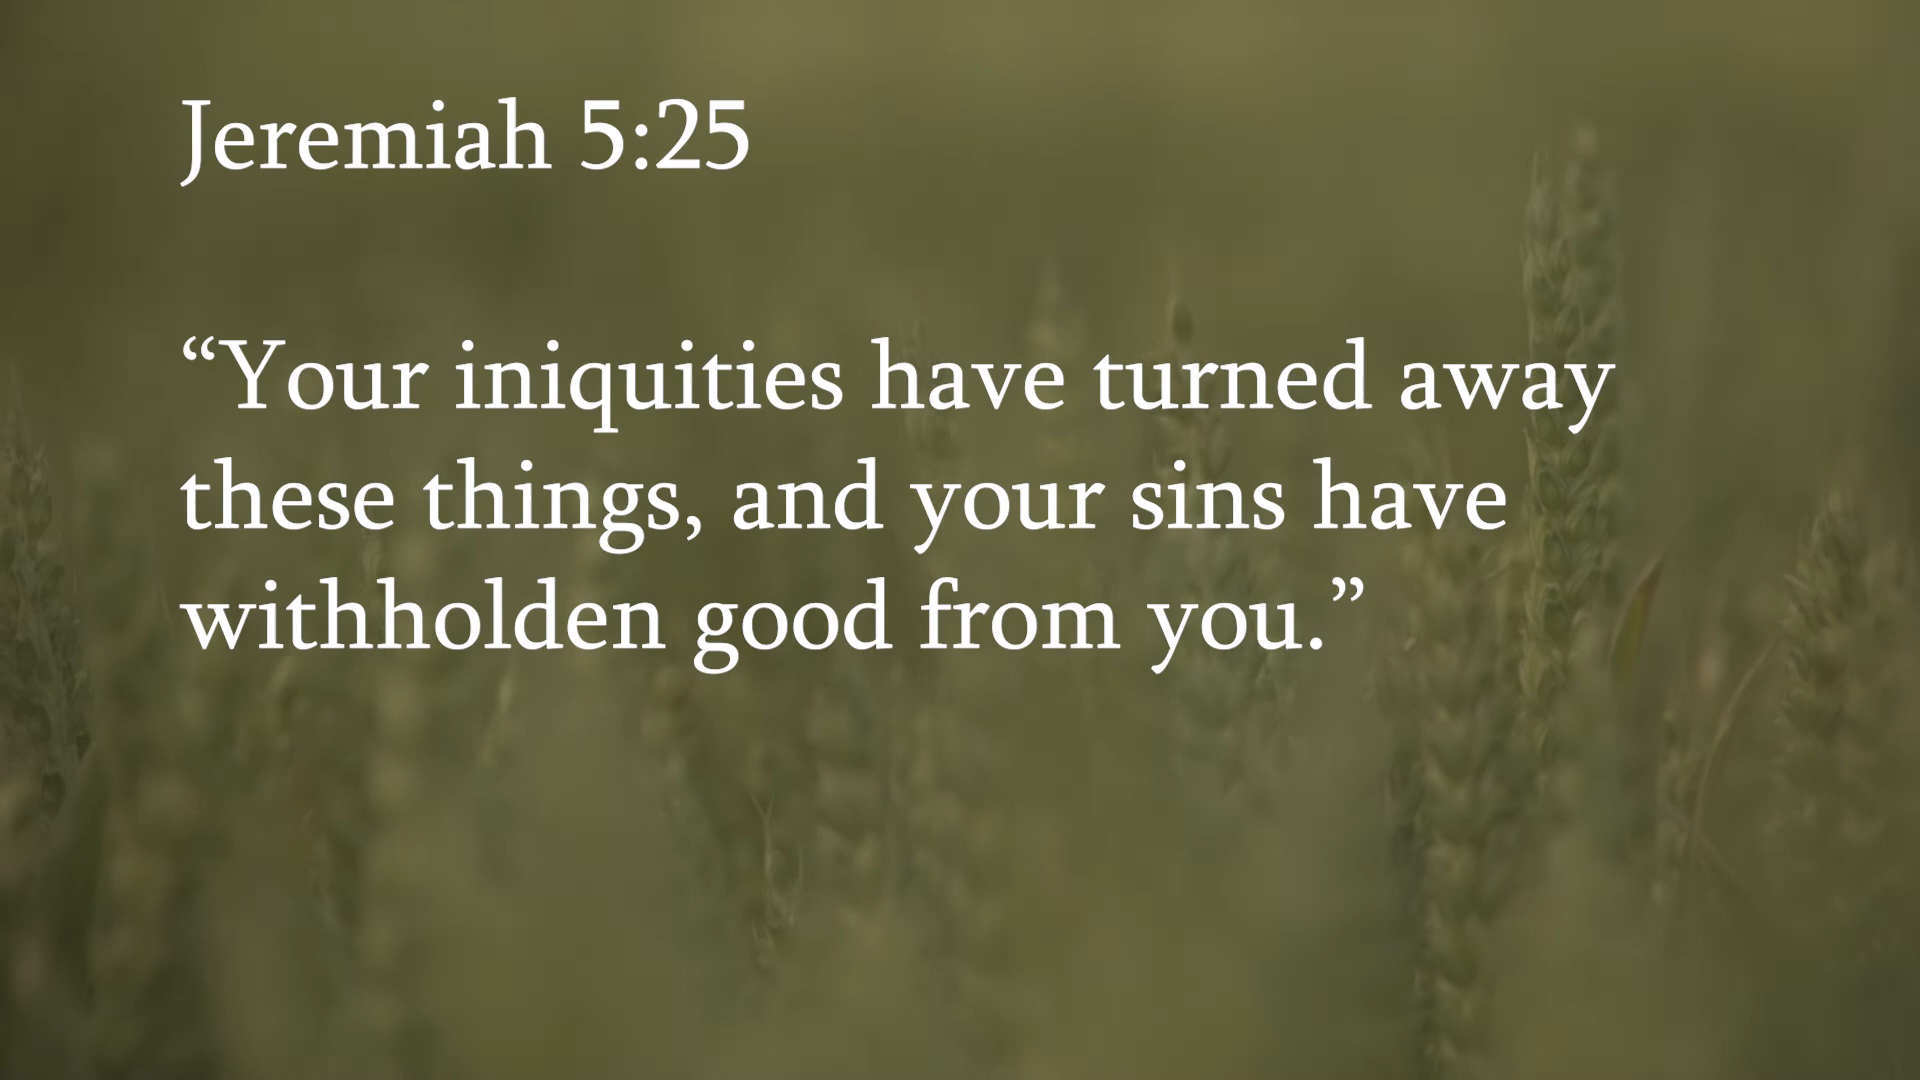 Jeremiah 5:25
“Your iniquities have turned away
these things, and your sins have
withholden good from you.”